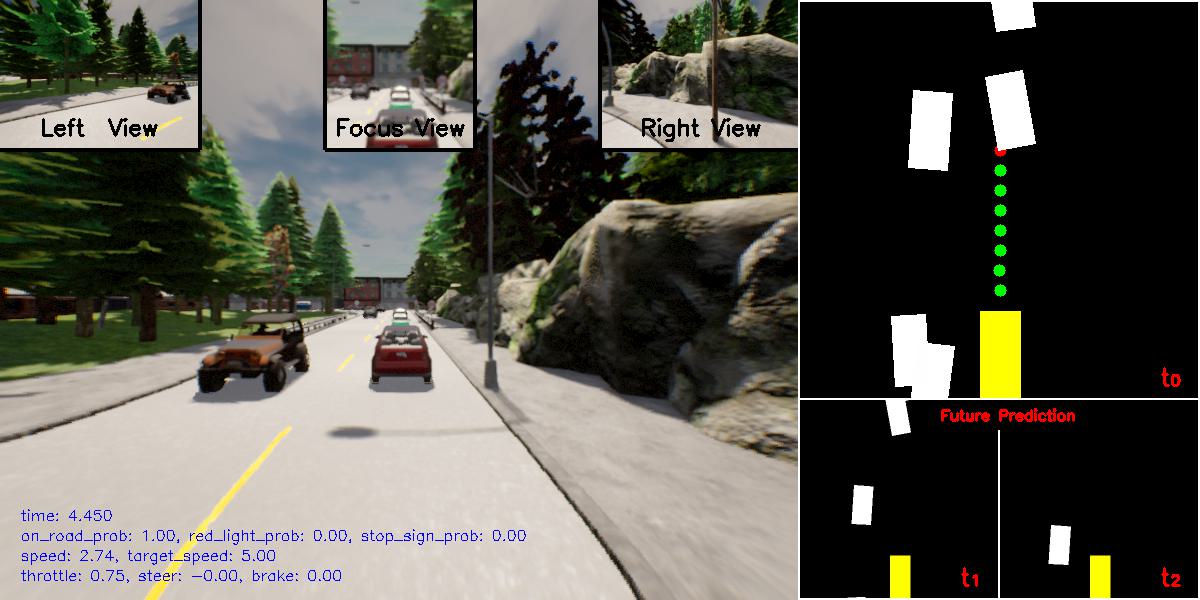 Left View
Focus View
Right View
t0
Future Prediction
t1
t2
time: 4.450
on_road_prob: 1.00, red_light_prob: 0.00, stop_sign_prob: 0.00
speed: 2.74, target_speed: 5.00
throttle: 0.75, steer: −0.00, brake: 0.00